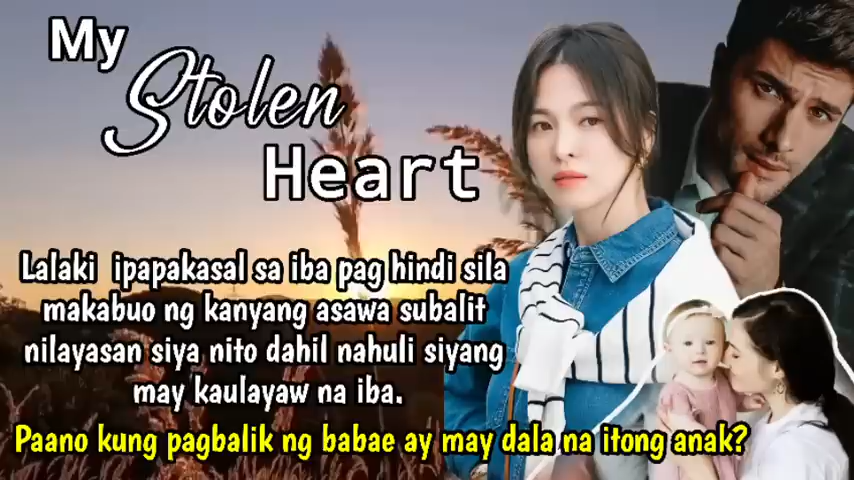 My
Stolen
Heart
Lalaki ipapakasal sa iba pag hindi sila
makabuo ng kanyang asawa subalit
nilayasan siya nito dahil nahuli siyang
may kaulayaw na iba.
Paano kung pagbalik ng babae ay may dala na itong anak?